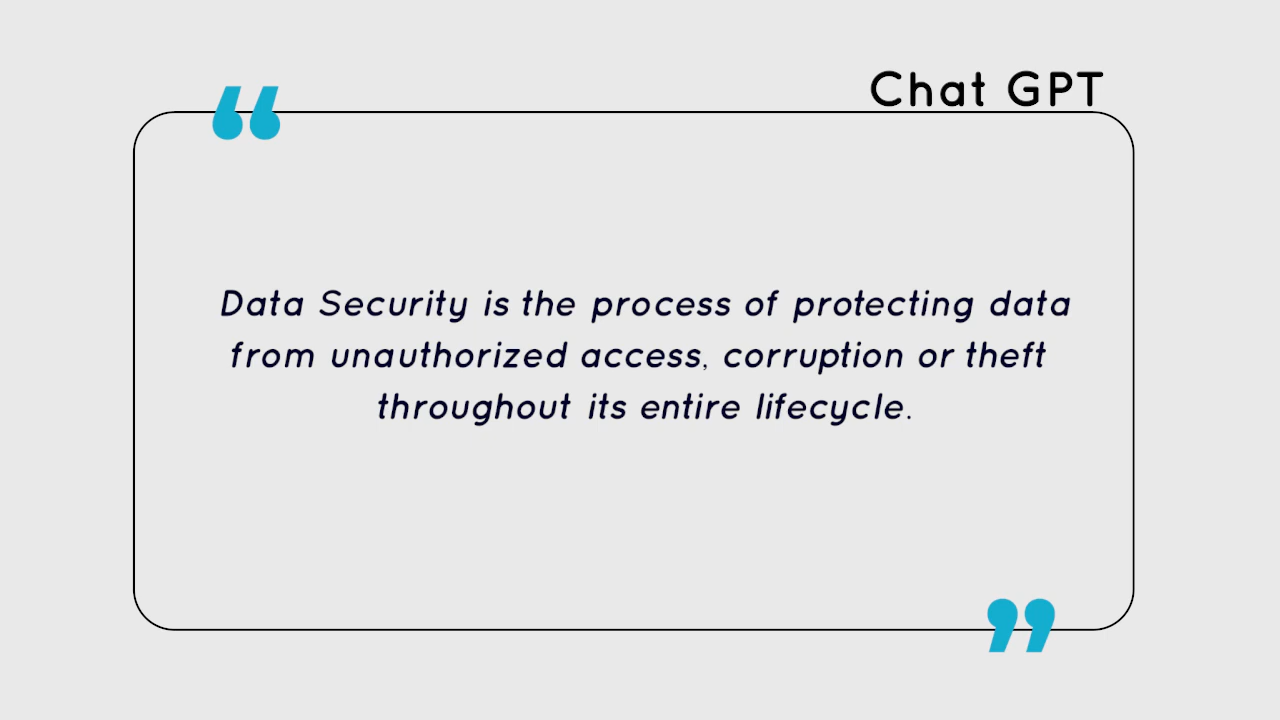 Chat GPT
“
Data Security is the process of protecting data
from unauthorized access, corruption or theft
throughout its entire lifecycle.
”